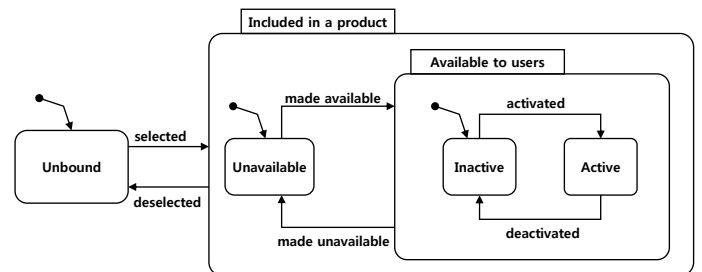 Included in a product
Available to users
made available
activated
selected
Unbound
Unavailable
Inactive
Active
deselected
made unavailable
deactivated